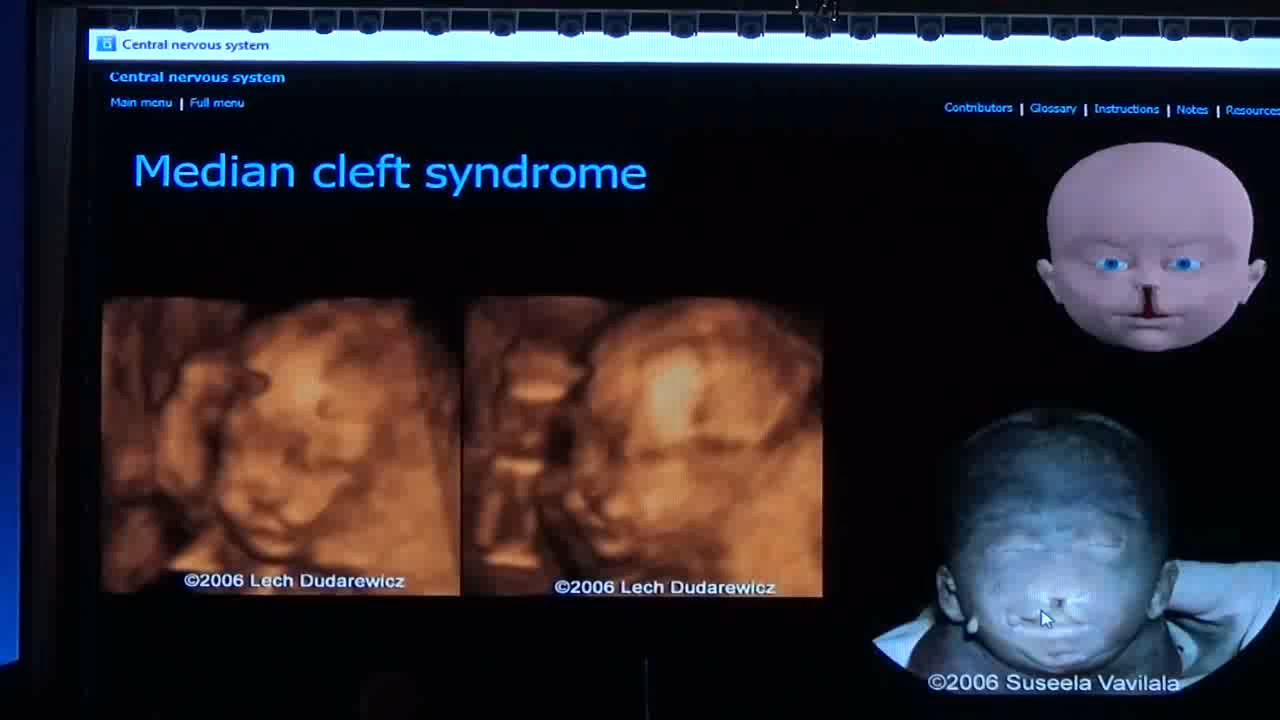 Central nervous system
Central nervous system
Main menu | Full menu
Contributors | Glossary | Instructions | Notes | Resources
Median cleft syndrome
©2006 Lech Dudarewicz
©2006 Lech Dudarewicz
©2006 Suseela Vavilala